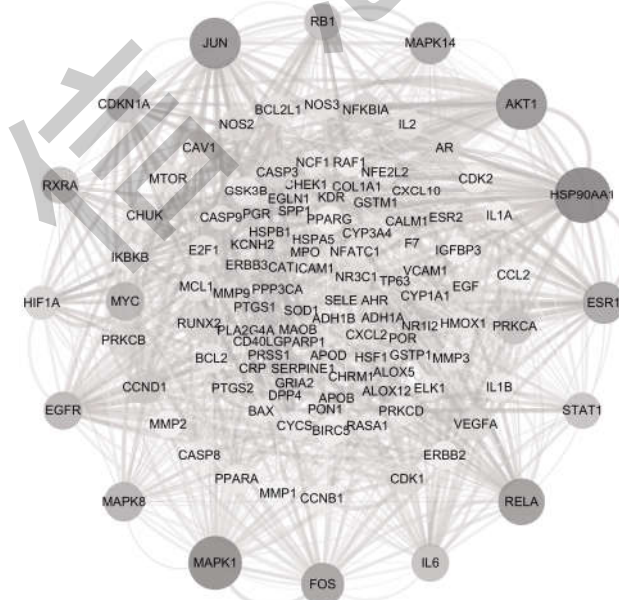 RB1
JUN
MAPK14
CDKN1A
BCL2L1
NOS3
NFKBIA
AKT1
NOS2
IL2
CAV1
AR
NCF1
RAF1
CASP3
NFE2L2
MTOR
CDK2
RXRA
GSK3B
CHEK1
COL1A1
CXCL10
HSP90AA1
EGLN1
KDR
GSTM1
CHUK
CASP9
PGR
SPP1
PPARG
CALM1
ESR2
IL1A
HSPB1
CYP3A4
KCNH2
HSPA5
F7
E2F1
MPO
NFATC1
IGFBP3
IKBKB
ERBB3
CAT
ICAM1
NR3C1
VCAM1
CCL2
TP63
MCL1
PPP3CA
EGF
MMP9
SELE
AHR
CYP1A1
HIF1A
MYC
ESR1
PTGS1
SOD1
ADH1B
ADH1A
RUNX2
NR1I2
HMOX1
PRKCA
PLA2G4A
MAOB
CXCL2
POR
PRKCB
CD40LG
PARP1
BCL2
PRSS1
APOD
HSF1
GSTP1
MMP3
CRP
SERPINE1
ALOX5
CHRM1
CCND1
PTGS2
GRIA2
ALOX12
ELK1
IL1B
DPP4
APOB
EGFR
BAX
PON1
PRKCD
STAT1
MMP2
CYCS
BIRC5
RASA1
VEGFA
CASP8
ERBB2
PPARA
CDK1
MMP1
CCNB1
MAPK8
RELA
MAPK1
IL6
FOS
信